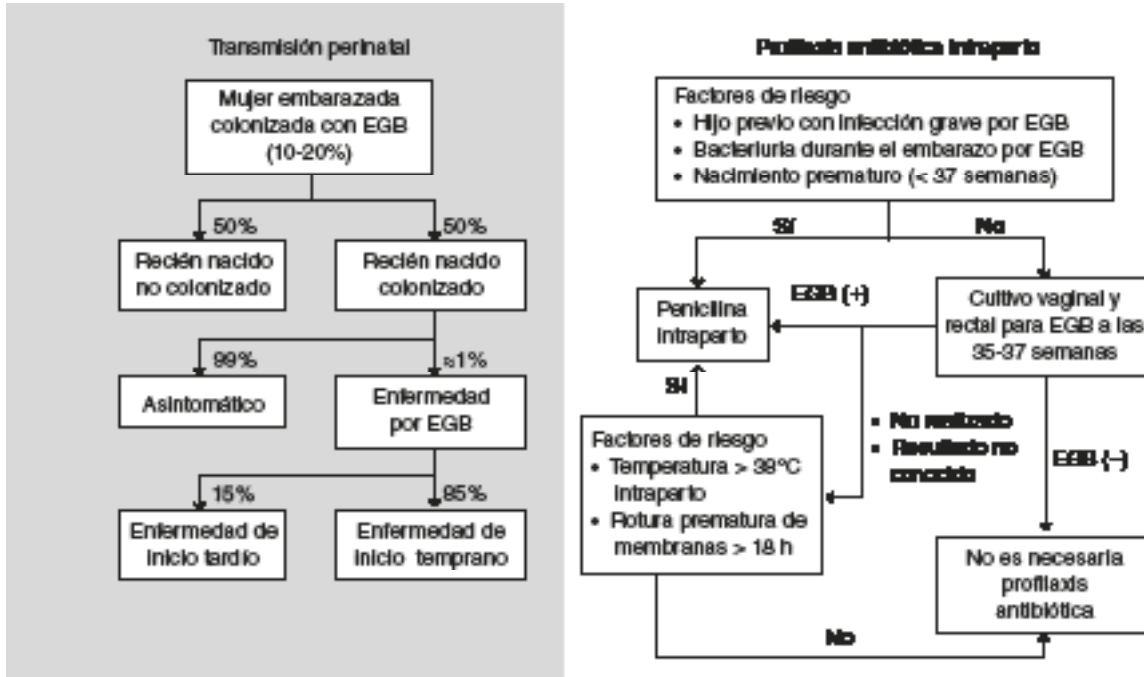 Transmisión perinatal
Mujer embarazada
colonizada con EGB
(10-20%)
50%
50%
Recién nacido
no colonizado
Recién nacido
colonizado
99%
≈1%
Asintomático
Enfermedad
por EGB
15%
85%
Enfermedad de
inicio tardío
Enfermedad de
inicio temprano
Profilaxis antibiótica intraparto
Factores de riesgo
• Hijo previo con infección grave por EGB
• Bacteriuria durante el embarazo por EGB
• Nacimiento prematuro (< 37 semanas)
Sí
No
Penicilina
intraparto
EGB (+)
Cultivo vaginal y
rectal para EGB a las
35-37 semanas
Sí
• No realizado
• Resultado no
conocido
EGB (–)
Factores de riesgo
• Temperatura > 38°C
intraparto
• Rotura prematura de
membranas > 18 h
No es necesaria
profilaxis
antibiótica
No